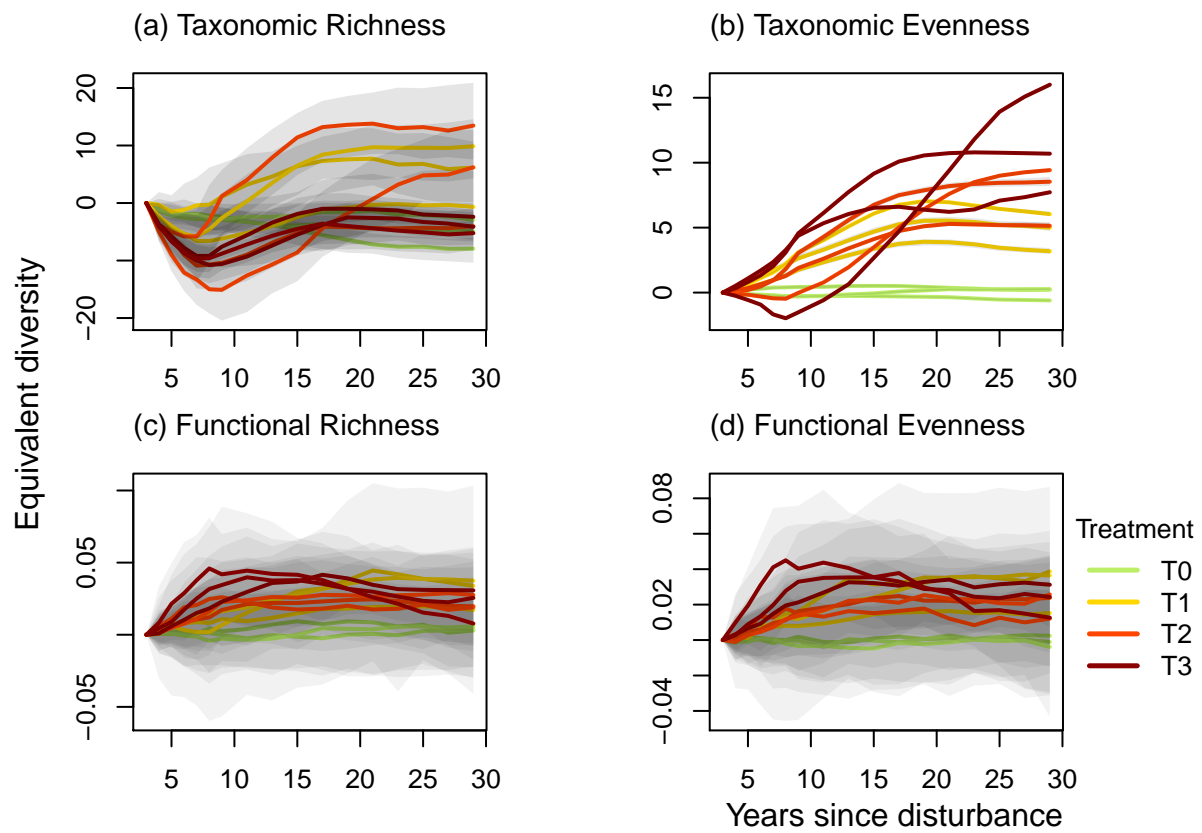 (a) Taxonomic Richness
(b) Taxonomic Evenness
20
10
0
−20
5 10 15 20 25 30
15
10
5
0
5 10 15 20 25 30
Equivalent diversity
(c) Functional Richness
(d) Functional Evenness
0.05
−0.05
5 10 15 20 25 30
0.08
0.02
−0.04
5 10 15 20 25 30
Years since disturbance
Treatment
T0
T1
T2
T3